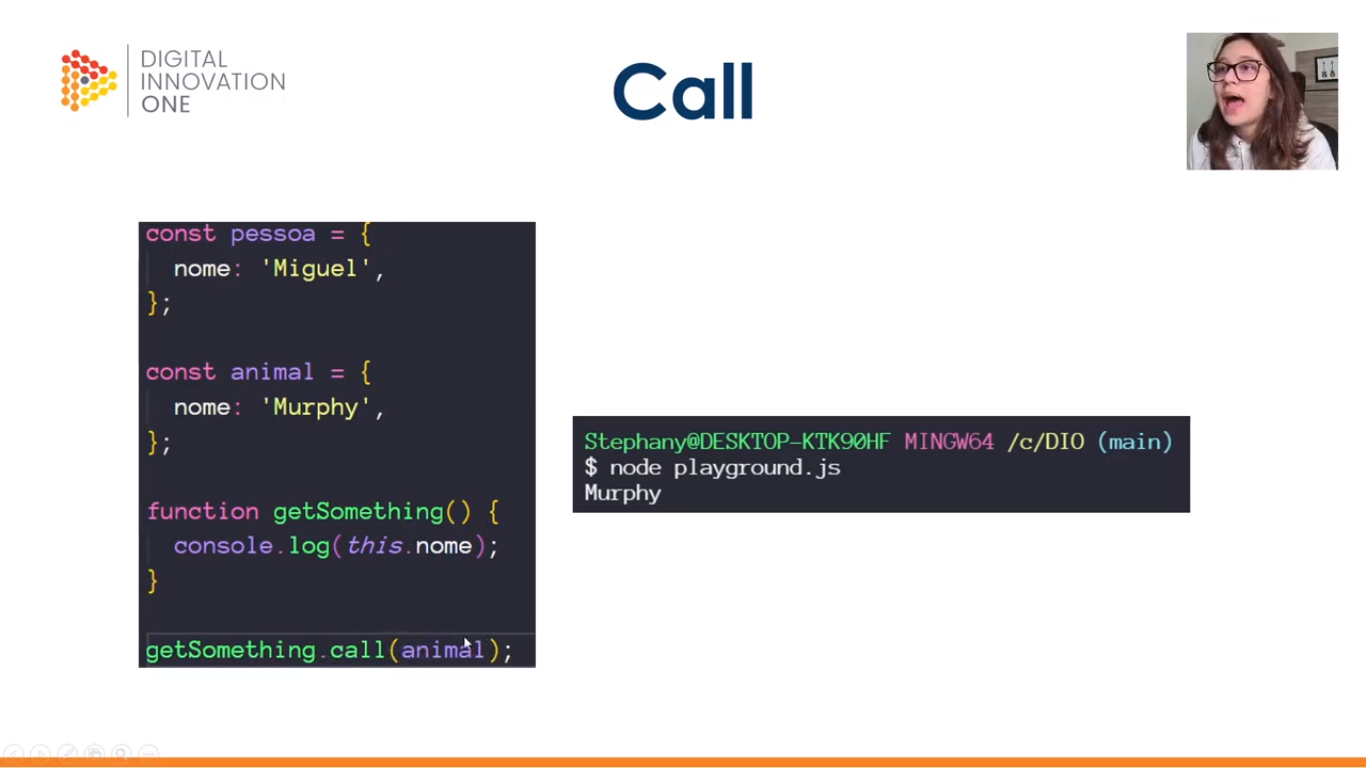 DIGITAL
INNOVATION
ONE
Call
const pessoa = {
  nome: 'Miguel',
};
const animal = {
  nome: 'Murphy',
};
function getSomething() {
  console.log(this.nome);
}
getSomething.call(animal);
Stephany@DESKTOP-KTK90HF MINGW64 /c/DIO (main)
$ node playground.js
Murphy